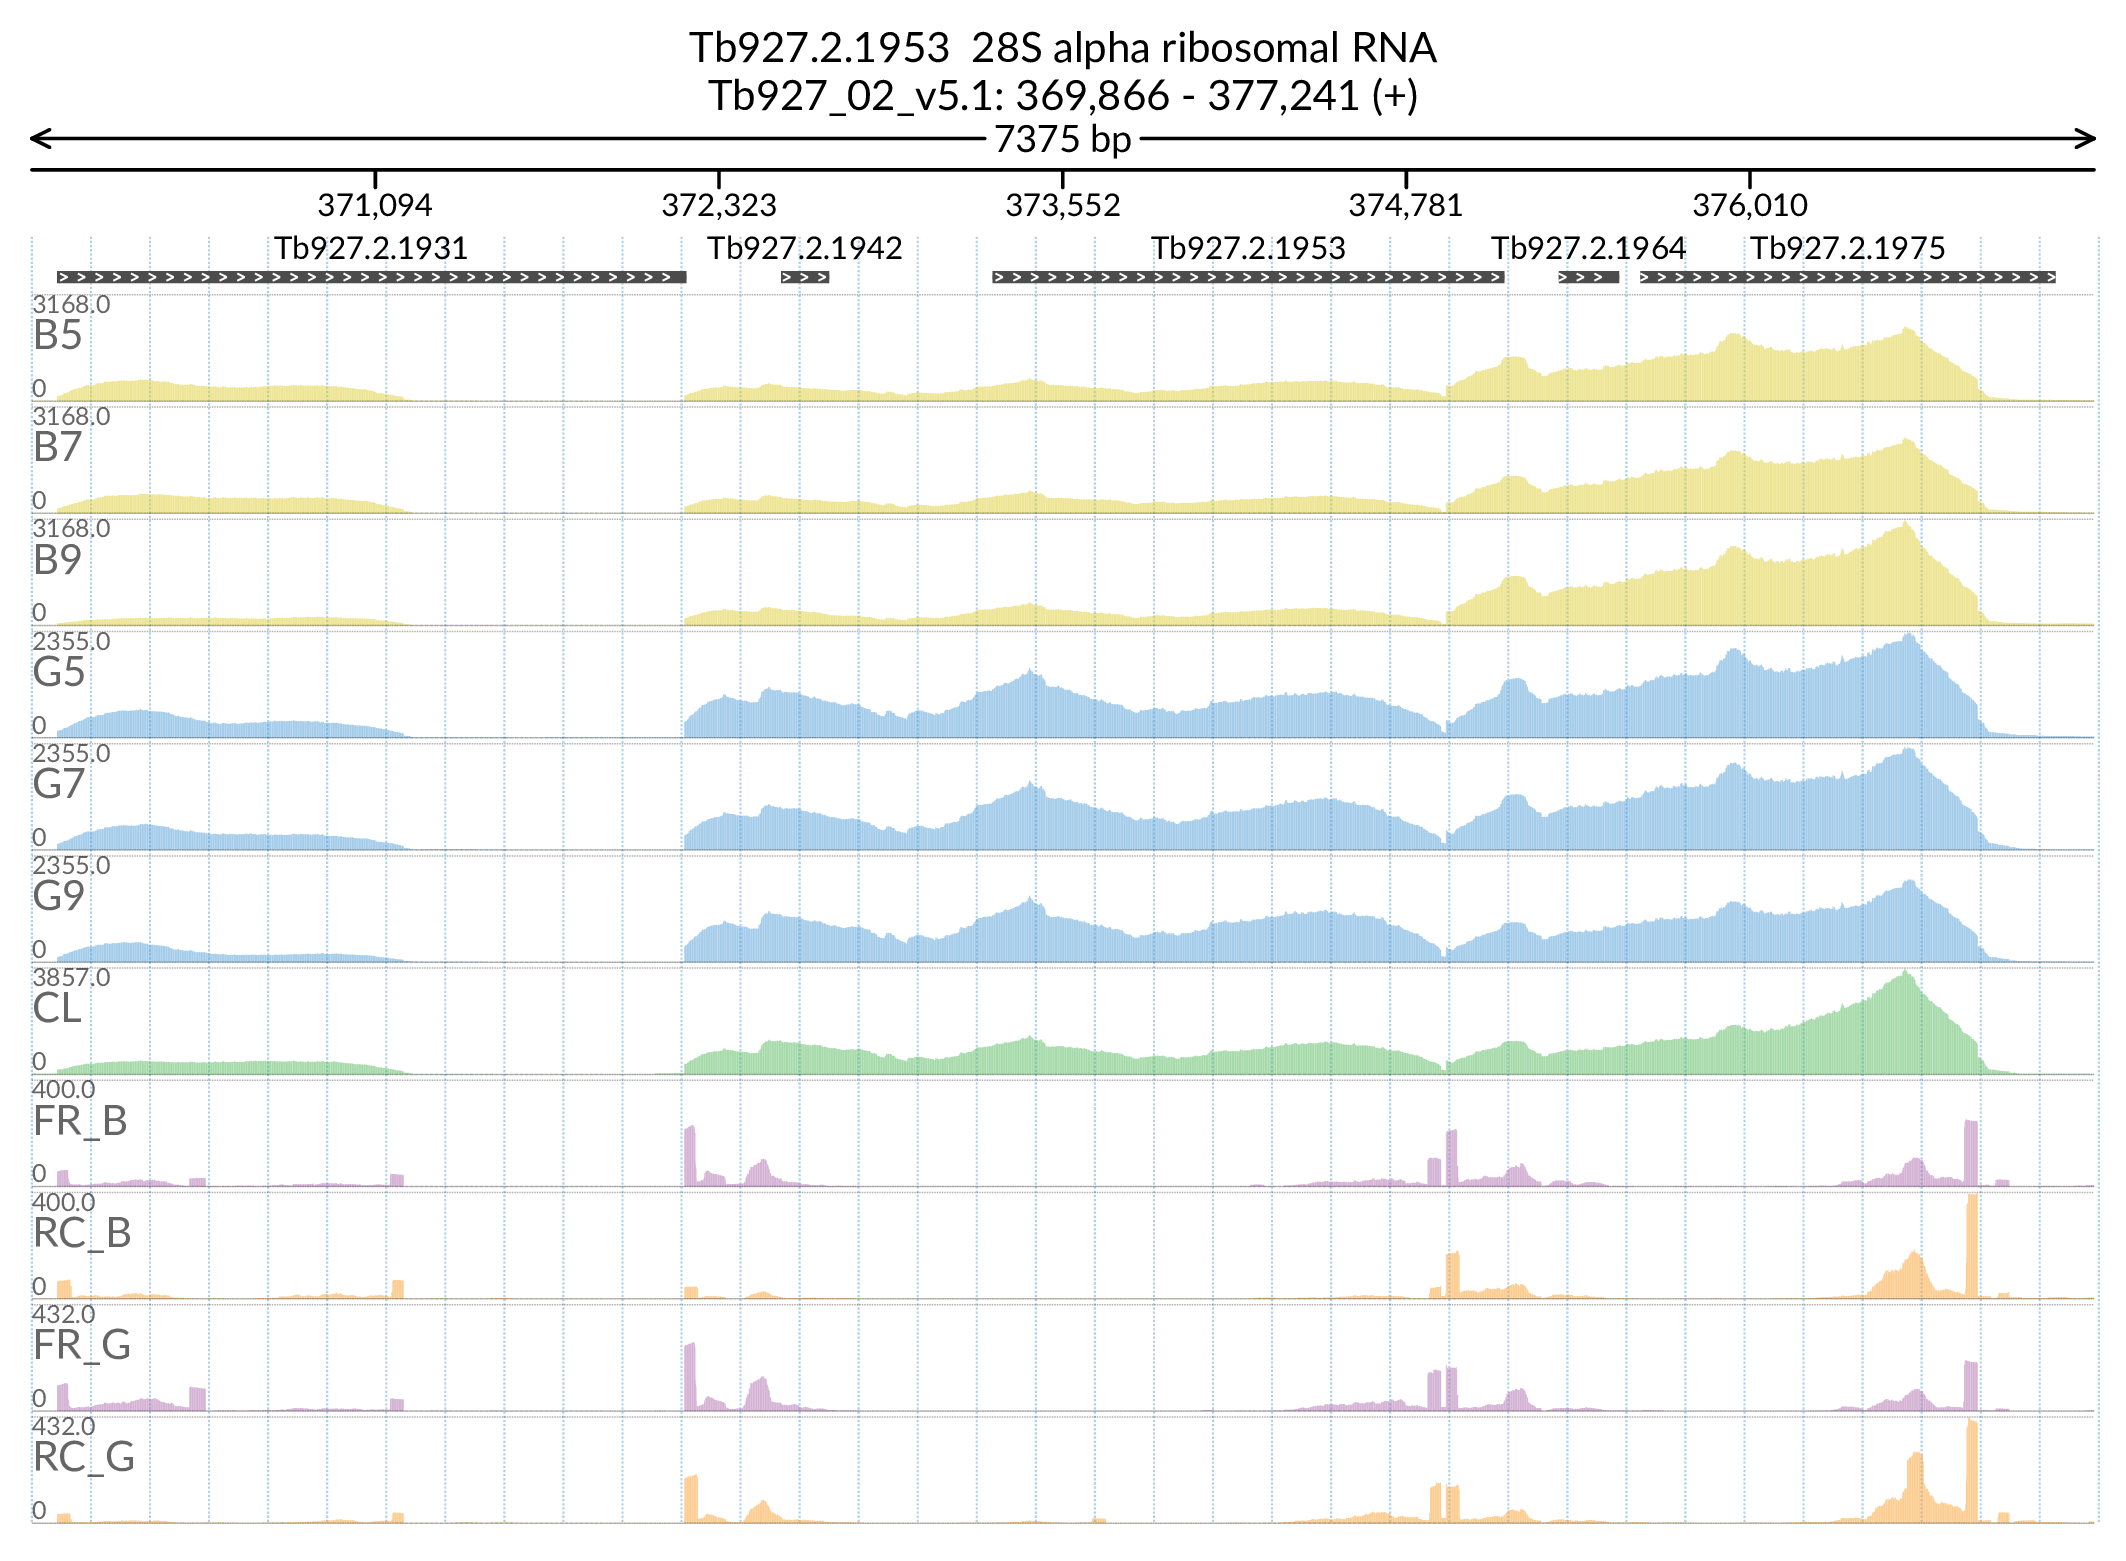 Tb927.2.1953  28S alpha ribosomal RNA
Tb927_02_v5.1: 369,866 - 377,241 (+)
7375 bp
371,094 372,323 373,552 374,781 376,010
Tb927.2.1931 Tb927.2.1942 Tb927.2.1953 Tb927.2.1964 Tb927.2.1975
3168.0
B5
0
3168.0
B7
0
3168.0
B9
0
2355.0
G5
0
2355.0
G7
0
2355.0
G9
0
3857.0
CL
0
400.0
FR_B
0
400.0
RC_B
0
432.0
FR_G
0
432.0
RC_G
0